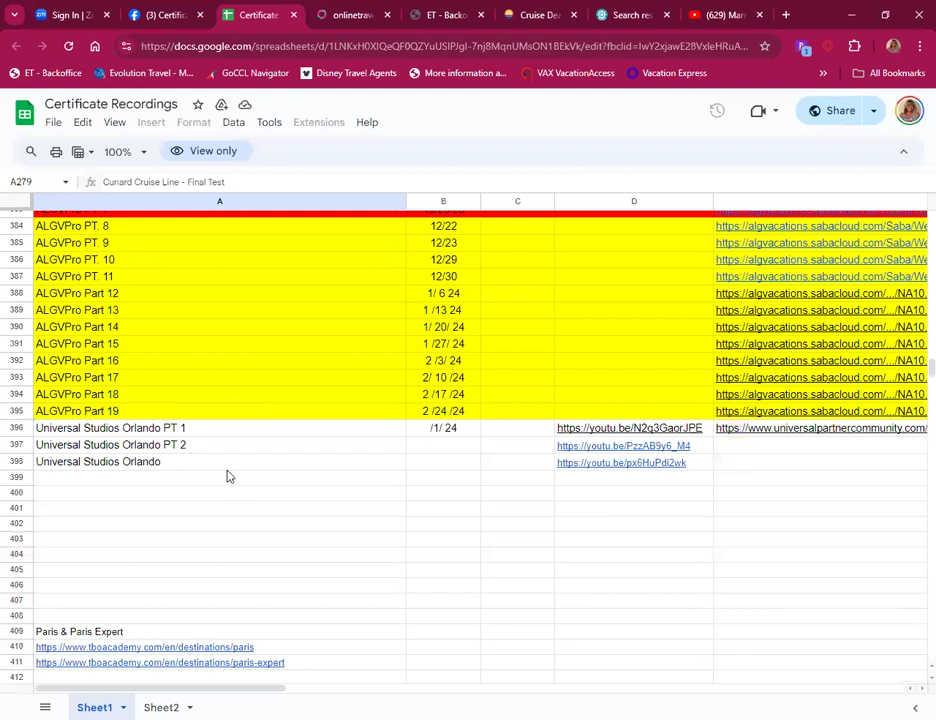 Sign In | Zo
(3) Certific
Certificate
onlinetrav
ET - Backo
Cruise De
Search res
(629) Mar
docs.google.com/spreadsheets/d/1LNKxH0XIQeQF0QZYuUSIPJgI-7nj8MqnUMsON1BEkVk/edit?fbclid=IwY2xjawE28VxleHRuA...
ET - Backoffice
Evolution Travel - M...
GoCCL Navigator
Disney Travel Agents
More information a...
VAX VacationAccess
Vacation Express
All Bookmarks
Certificate Recordings
Share
File Edit View Insert Format Data Tools Extensions Help
100% View only
A279 Cunard Cruise Line - Final Test
A B C D
384 ALGVPro PT. 8 12/22 https://algvacations.sabacloud.com/Saba/We
385 ALGVPro PT. 9 12/23 https://algvacations.sabacloud.com/Saba/We
386 ALGVPro PT. 10 12/29 https://algvacations.sabacloud.com/Saba/We
387 ALGVPro PT. 11 12/30 https://algvacations.sabacloud.com/Saba/We
388 ALGVPro Part 12 1/ 6 24 https://algvacations.sabacloud.com/.../NA10.
389 ALGVPro Part 13 1 /13 24 https://algvacations.sabacloud.com/.../NA10.
390 ALGVPro Part 14 1/ 20/ 24 https://algvacations.sabacloud.com/.../NA10.
391 ALGVPro Part 15 1 /27/ 24 https://algvacations.sabacloud.com/.../NA10.
392 ALGVPro Part 16 2 /3/ 24 https://algvacations.sabacloud.com/.../NA10.
393 ALGVPro Part 17 2/ 10 /24 https://algvacations.sabacloud.com/.../NA10.
394 ALGVPro Part 18 2 /17 /24 https://algvacations.sabacloud.com/.../NA10.
395 ALGVPro Part 19 2 /24 /24 https://algvacations.sabacloud.com/.../NA10.
396 Universal Studios Orlando PT 1 /1/ 24 https://youtu.be/N2q3GaorJPE https://www.universalpartnercommunity.com/
397 Universal Studios Orlando PT 2 https://youtu.be/PzzAB9y6_M4
398 Universal Studios Orlando https://youtu.be/px6HuPdi2wk
399
400
401
402
403
404
405
406
407
408
409 Paris & Paris Expert
410 https://www.tboacademy.com/en/destinations/paris
411 https://www.tboacademy.com/en/destinations/paris-expert
412
Sheet1 Sheet2